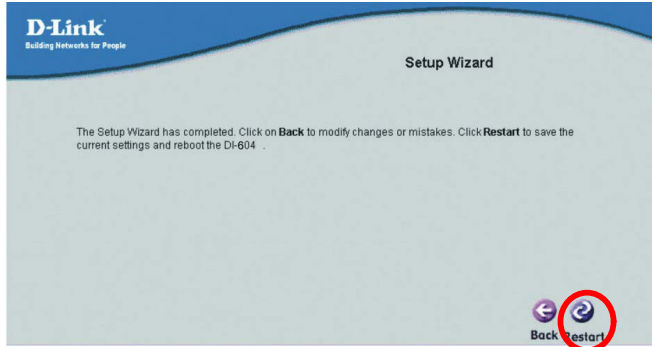 D-Link
Building Networks for People
Setup Wizard
The Setup Wizard has completed. Click on Back to modify changes or mistakes. Click Restart to save the
current settings and reboot the DI-604 .
Back Restart